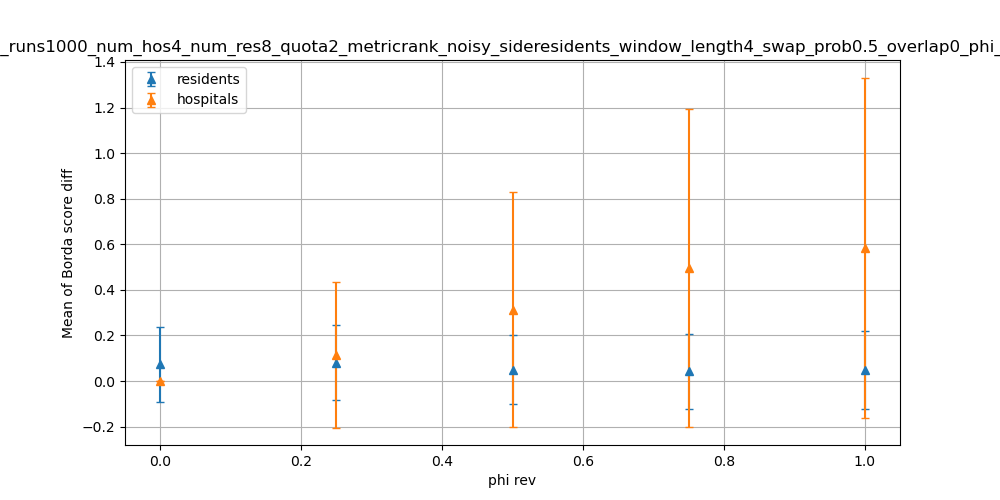 _runs1000_num_hos4_num_res8_quota2_metricrank_noisy_sideresidents_window_length4_swap_prob0.5_overlap0_phi_
residents
hospitals
Mean of Borda score diff
1.4
1.2
1.0
0.8
0.6
0.4
0.2
0.0
−0.2
0.0 0.2 0.4 0.6 0.8 1.0
phi rev